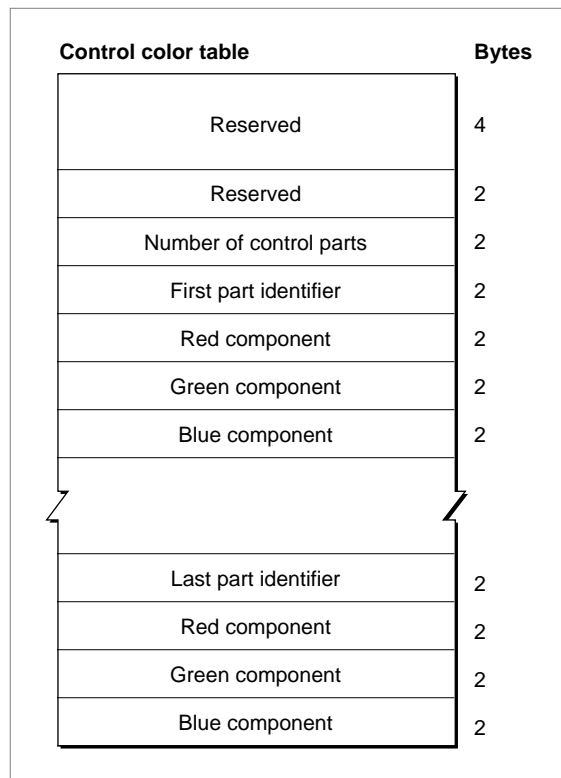 Control color table Bytes
Reserved 4
Reserved 2
Number of control parts 2
First part identifier 2
Red component 2
Green component 2
Blue component 2
Last part identifier 2
Red component 2
Green component 2
Blue component 2